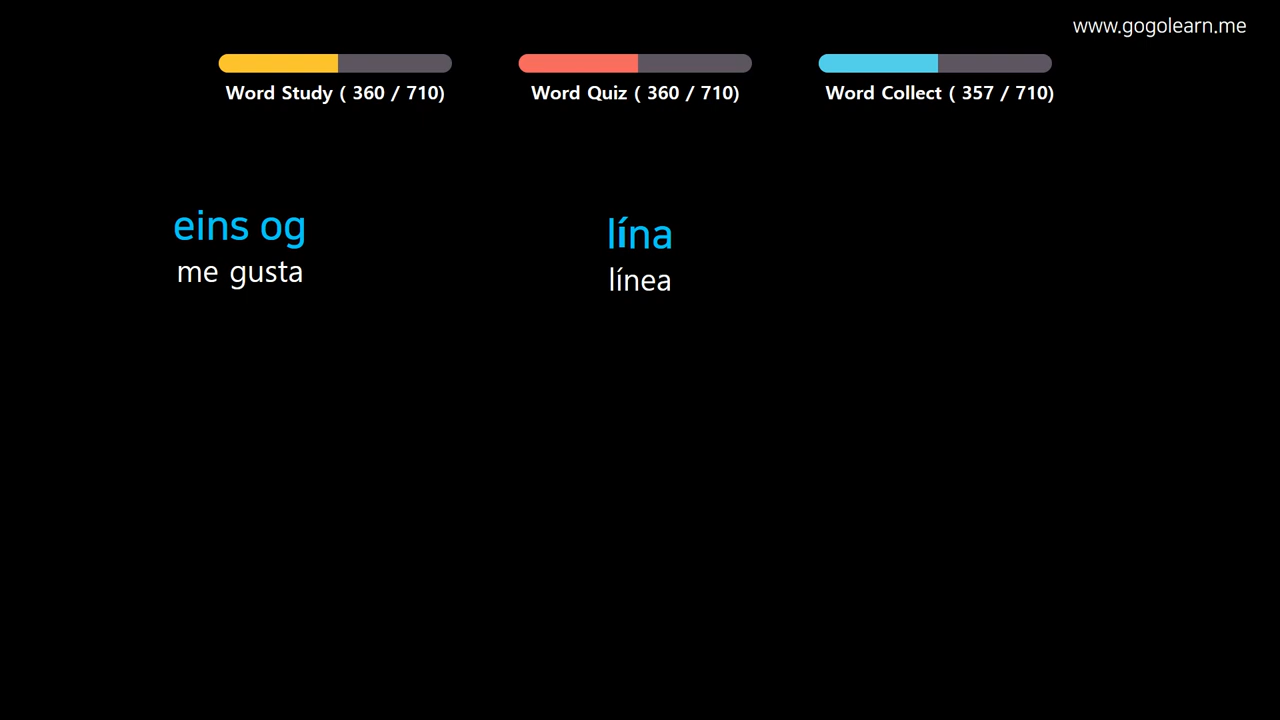 www.gogolearn.me
Word Study ( 360 / 710)
Word Quiz ( 360 / 710)
Word Collect ( 357 / 710)
eins og
me gusta
lína
línea